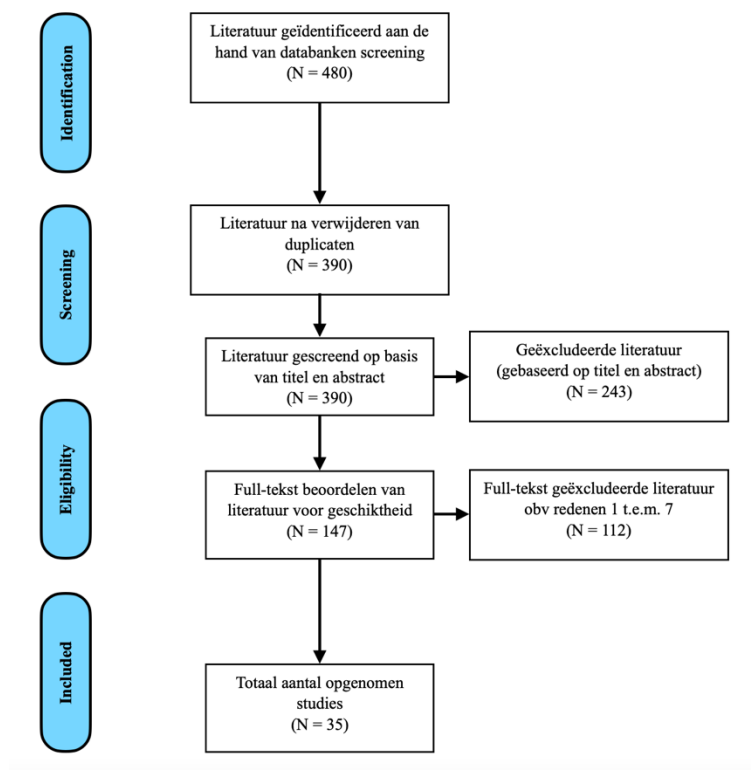 Identification
Literatuur geïdentificeerd aan de
hand van databanken screening
(N = 480)
Screening
Literatuur na verwijderen van
duplicaten
(N = 390)
Literatuur gescreend op basis
van titel en abstract
(N = 390)
Geëxcludeerde literatuur
(gebaseerd op titel en abstract)
(N = 243)
Eligibility
Full-tekst beoordelen van
literatuur voor geschiktheid
(N = 147)
Full-tekst geëxcludeerde literatuur
obv redenen 1 t.e.m. 7
(N = 112)
Included
Totaal aantal opgenomen
studies
(N = 35)